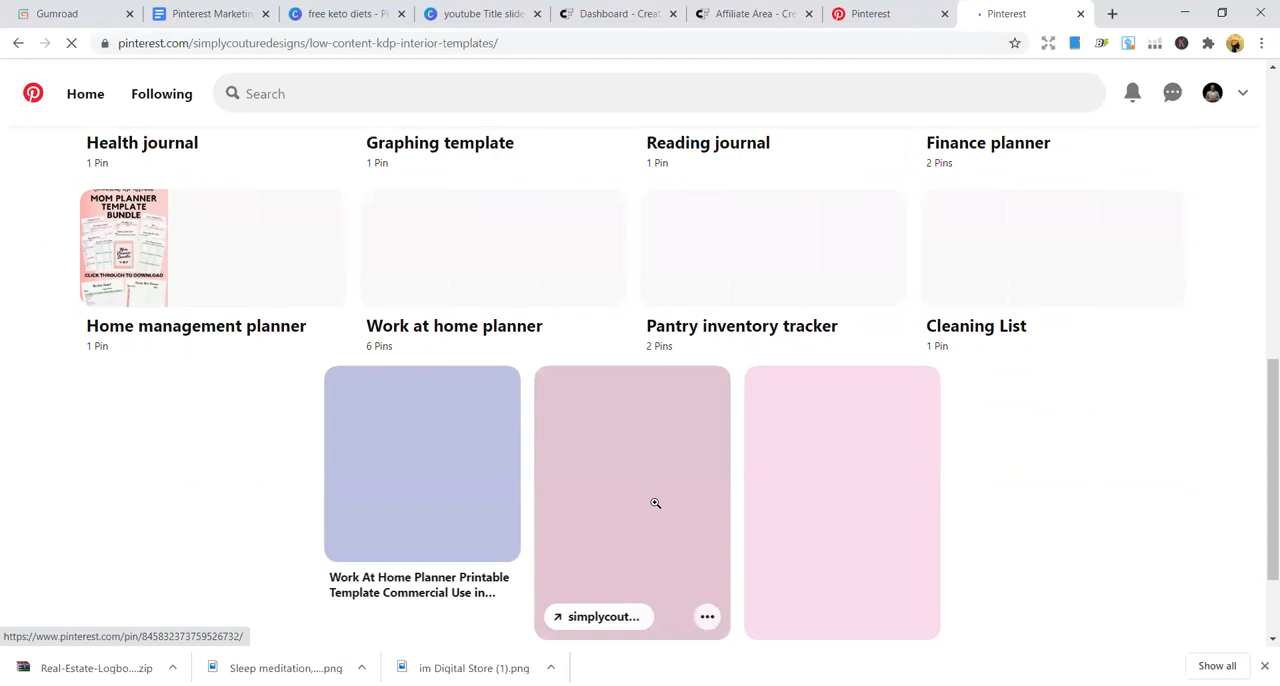 Gumroad
Pinterest Marketin
free keto diets - Pi
youtube Title slide
Dashboard - Creat
Affiliate Area - Cre
Pinterest
Pinterest
pinterest.com/simplycouturedesigns/low-content-kdp-interior-templates/
Home
Following
Search
Health journal
Graphing template
Reading journal
Finance planner
1 Pin
1 Pin
1 Pin
2 Pins
MOM PLANNER
TEMPLATE
BUNDLE
CLICK THROUGH TO DOWNLOAD
Home management planner
Work at home planner
Pantry inventory tracker
Cleaning List
1 Pin
6 Pins
2 Pins
1 Pin
Work At Home Planner Printable
Template Commercial Use in...
simplycout...
https://www.pinterest.com/pin/845832373759526732/
Real-Estate-Logbo....zip
Sleep meditation,....png
im Digital Store (1).png
Show all